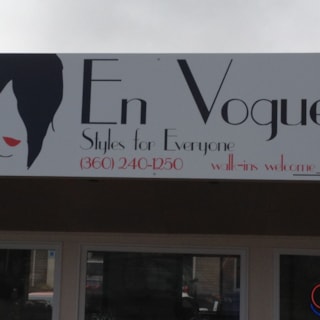 En Vogue
Styles for Everyone
(360) 240-1250 walk-ins welcome